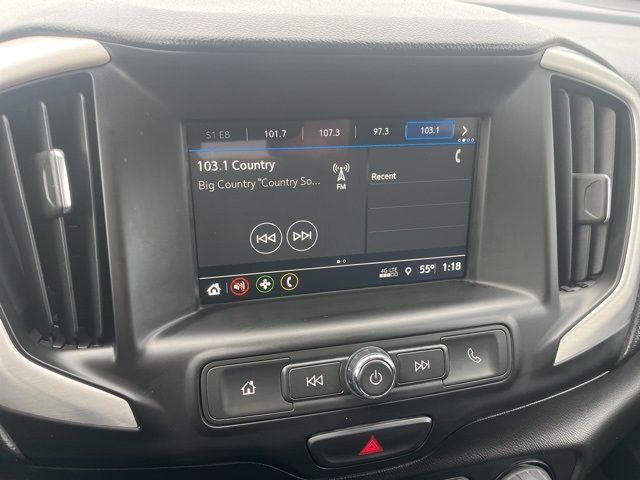 S1 E8 101.7 107.3 97.3 103.1
103.1 Country
Big Country "Country So...
FM
Recent
4G LTE 55° 1:18